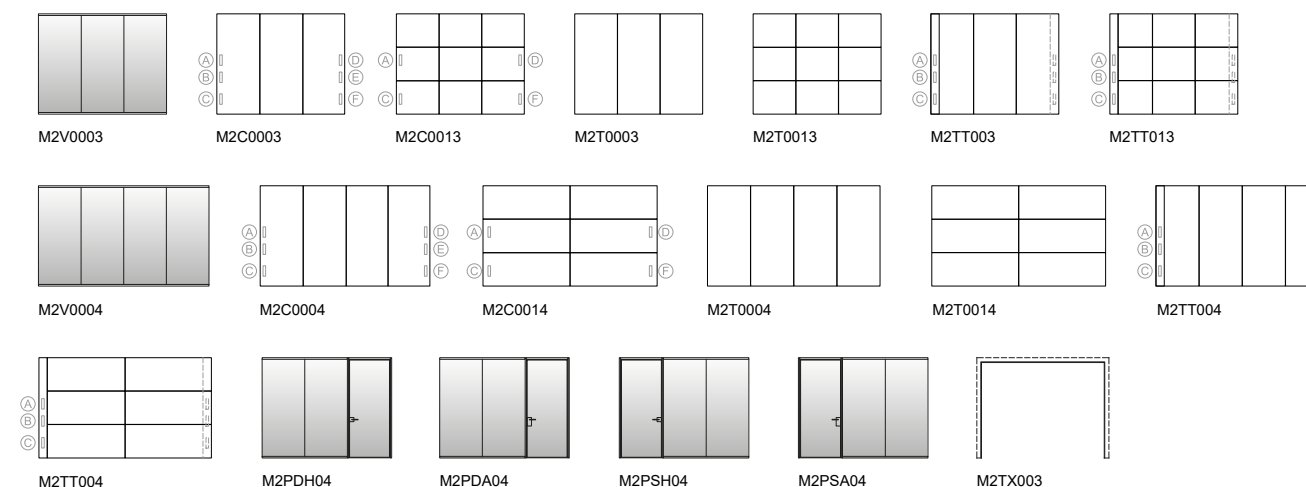 A D A D A A
B E B B
C F C F C C
M2V0003 M2C0003 M2C0013 M2T0003 M2T0013 M2TT003 M2TT013
A D A D A
B E B
C F C F C
M2V0004 M2C0004 M2C0014 M2T0004 M2T0014 M2TT004
A
B
C
M2TT004 M2PDH04 M2PDA04 M2PSH04 M2PSA04 M2TX003